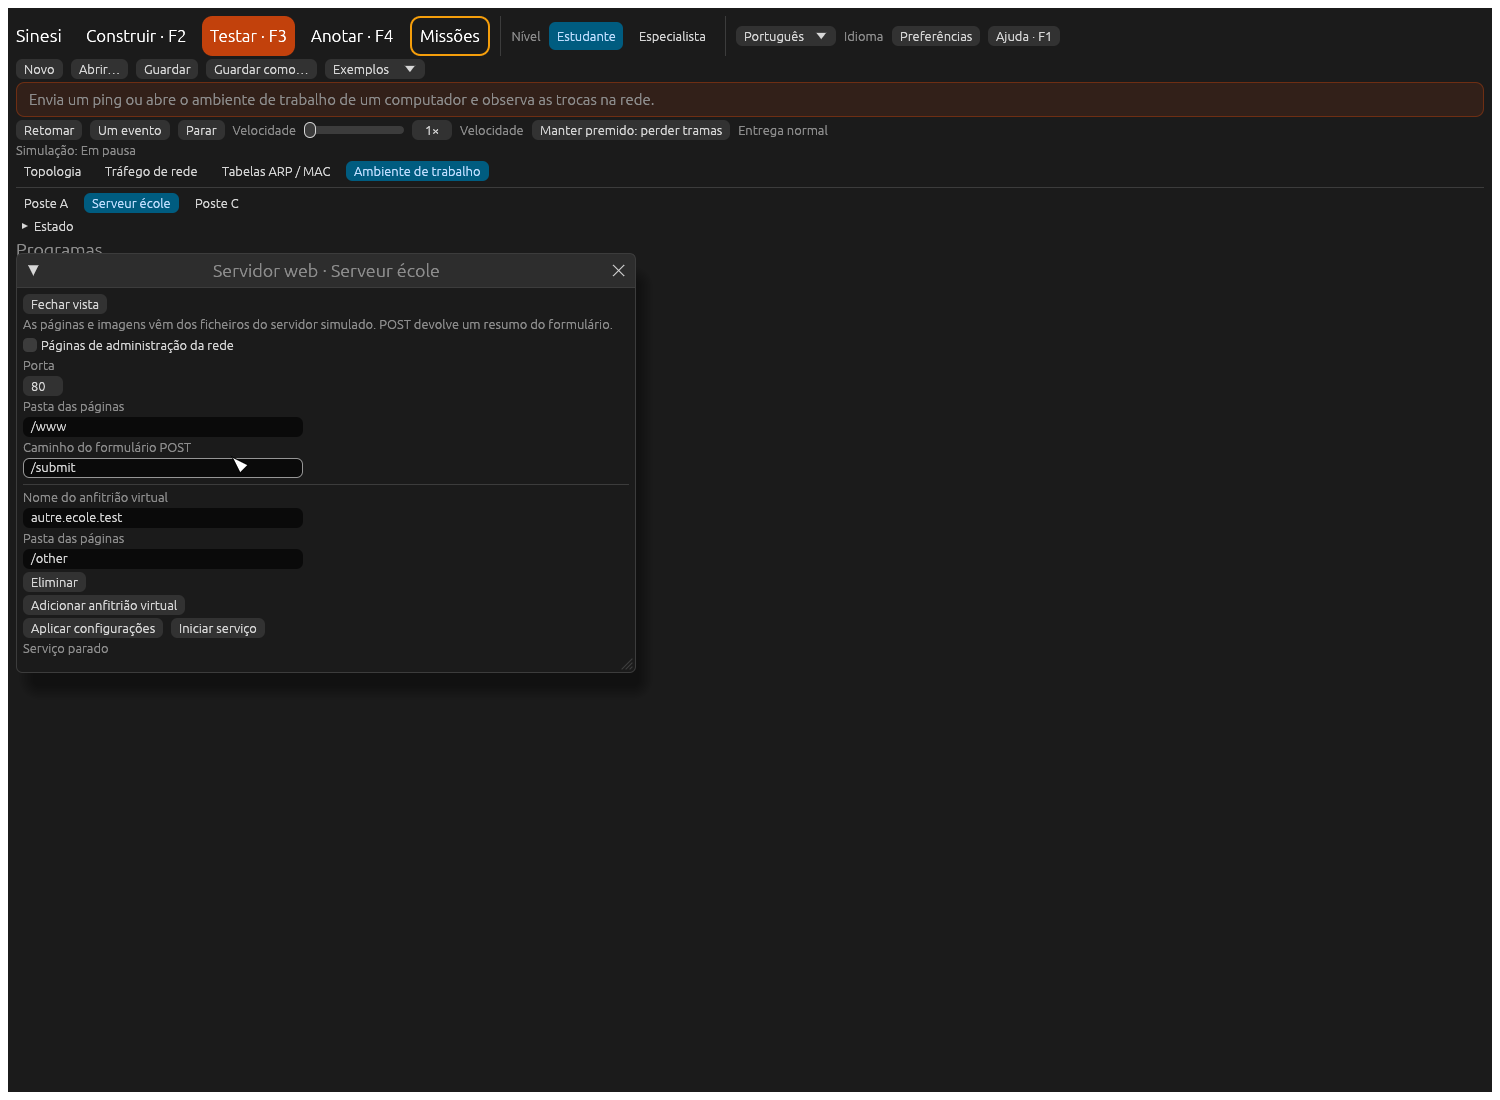 Sinesi Construir · F2 Testar · F3 Anotar · F4 Missões Nível Estudante Especialista Português Idioma Preferências Ajuda · F1
Novo Abrir... Guardar Guardar como... Exemplos
Envia um ping ou abre o ambiente de trabalho de um computador e observa as trocas na rede.
Retomar Um evento Parar Velocidade 1× Velocidade Manter premido: perder tramas Entrega normal
Simulação: Em pausa
Topologia Tráfego de rede Tabelas ARP / MAC Ambiente de trabalho
Poste A Serveur école Poste C
Estado
Programas
Servidor web · Serveur école
Fechar vista
As páginas e imagens vêm dos ficheiros do servidor simulado. POST devolve um resumo do formulário.
Páginas de administração da rede
Porta
80
Pasta das páginas
/www
Caminho do formulário POST
/submit
Nome do anfitrião virtual
autre.ecole.test
Pasta das páginas
/other
Eliminar
Adicionar anfitrião virtual
Aplicar configurações Iniciar serviço
Serviço parado